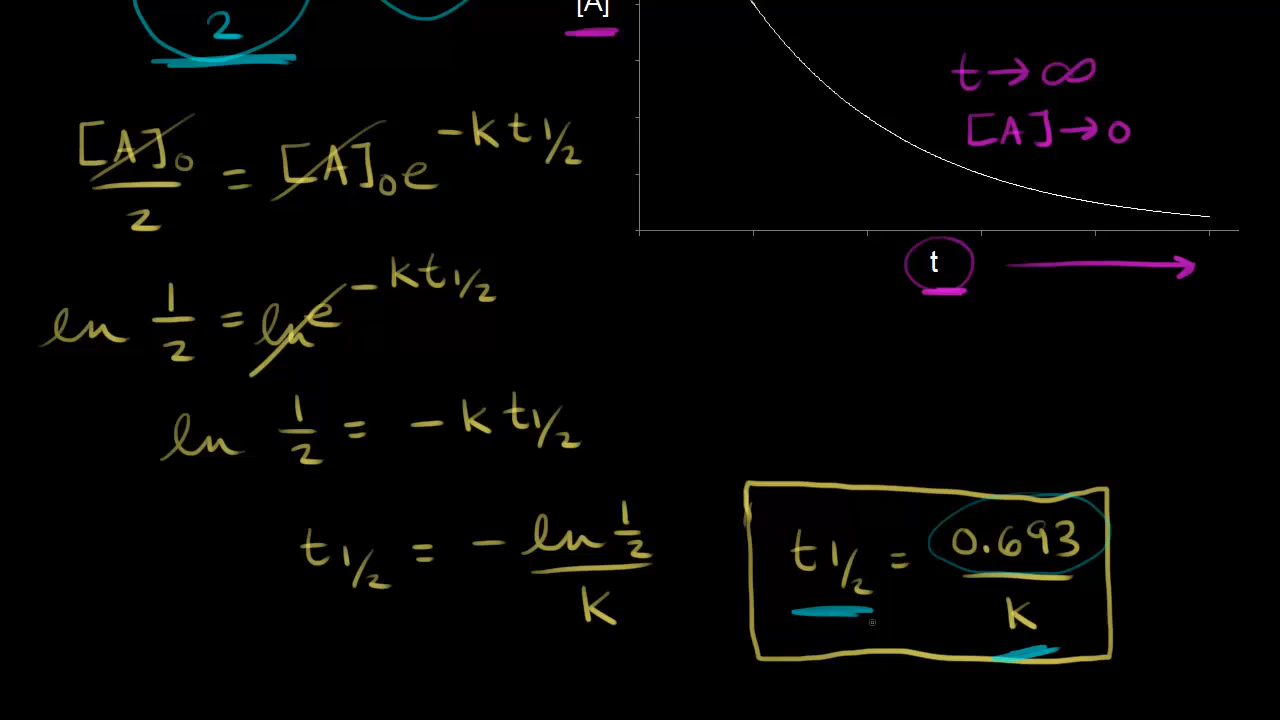 2
[A]
t → ∞
[A] → 0
[A]₀/2 = [A]₀e^-kt1/2
ln 1/2 = ln e^-kt1/2
ln 1/2 = -kt1/2
t1/2 = -ln 1/2 / k
t
t1/2 = 0.693/k